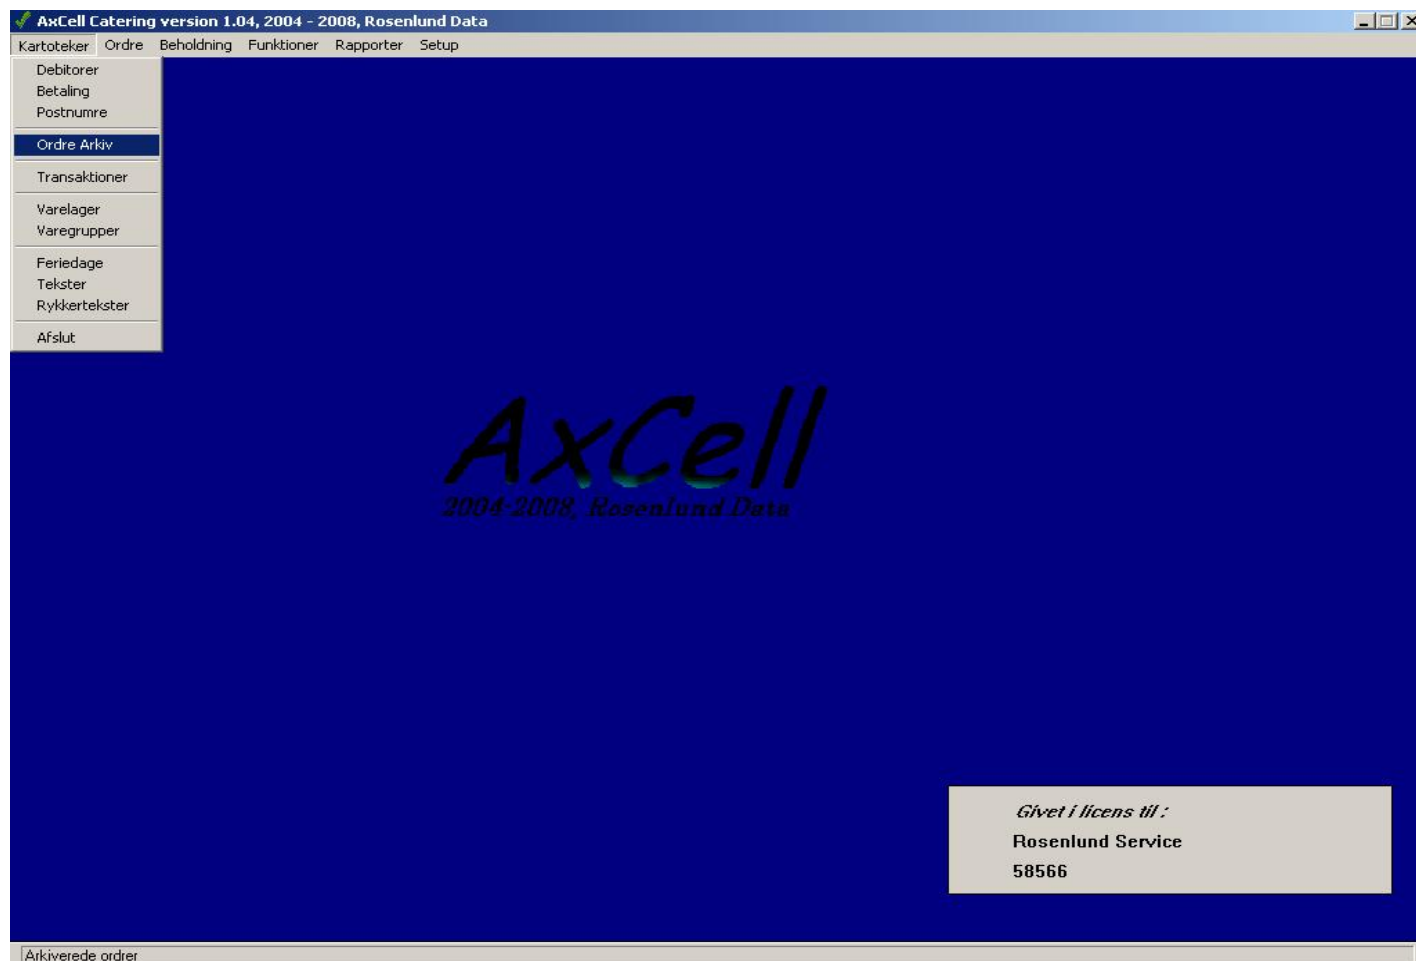 AxCell Catering version 1.04, 2004 - 2008, Rosenlund Data
Kartoteker Ordre Beholdning Funktioner Rapporter Setup
Debitorer
Betaling
Postnumre
Ordre Arkiv
Transaktioner
Varelager
Varegrupper
Feriedage
Tekster
Rykkertekster
Afslut
AxCell
2004-2008, Rosenlund Data
Givet i licens til :
Rosenlund Service
58566
Arkiverede ordrer